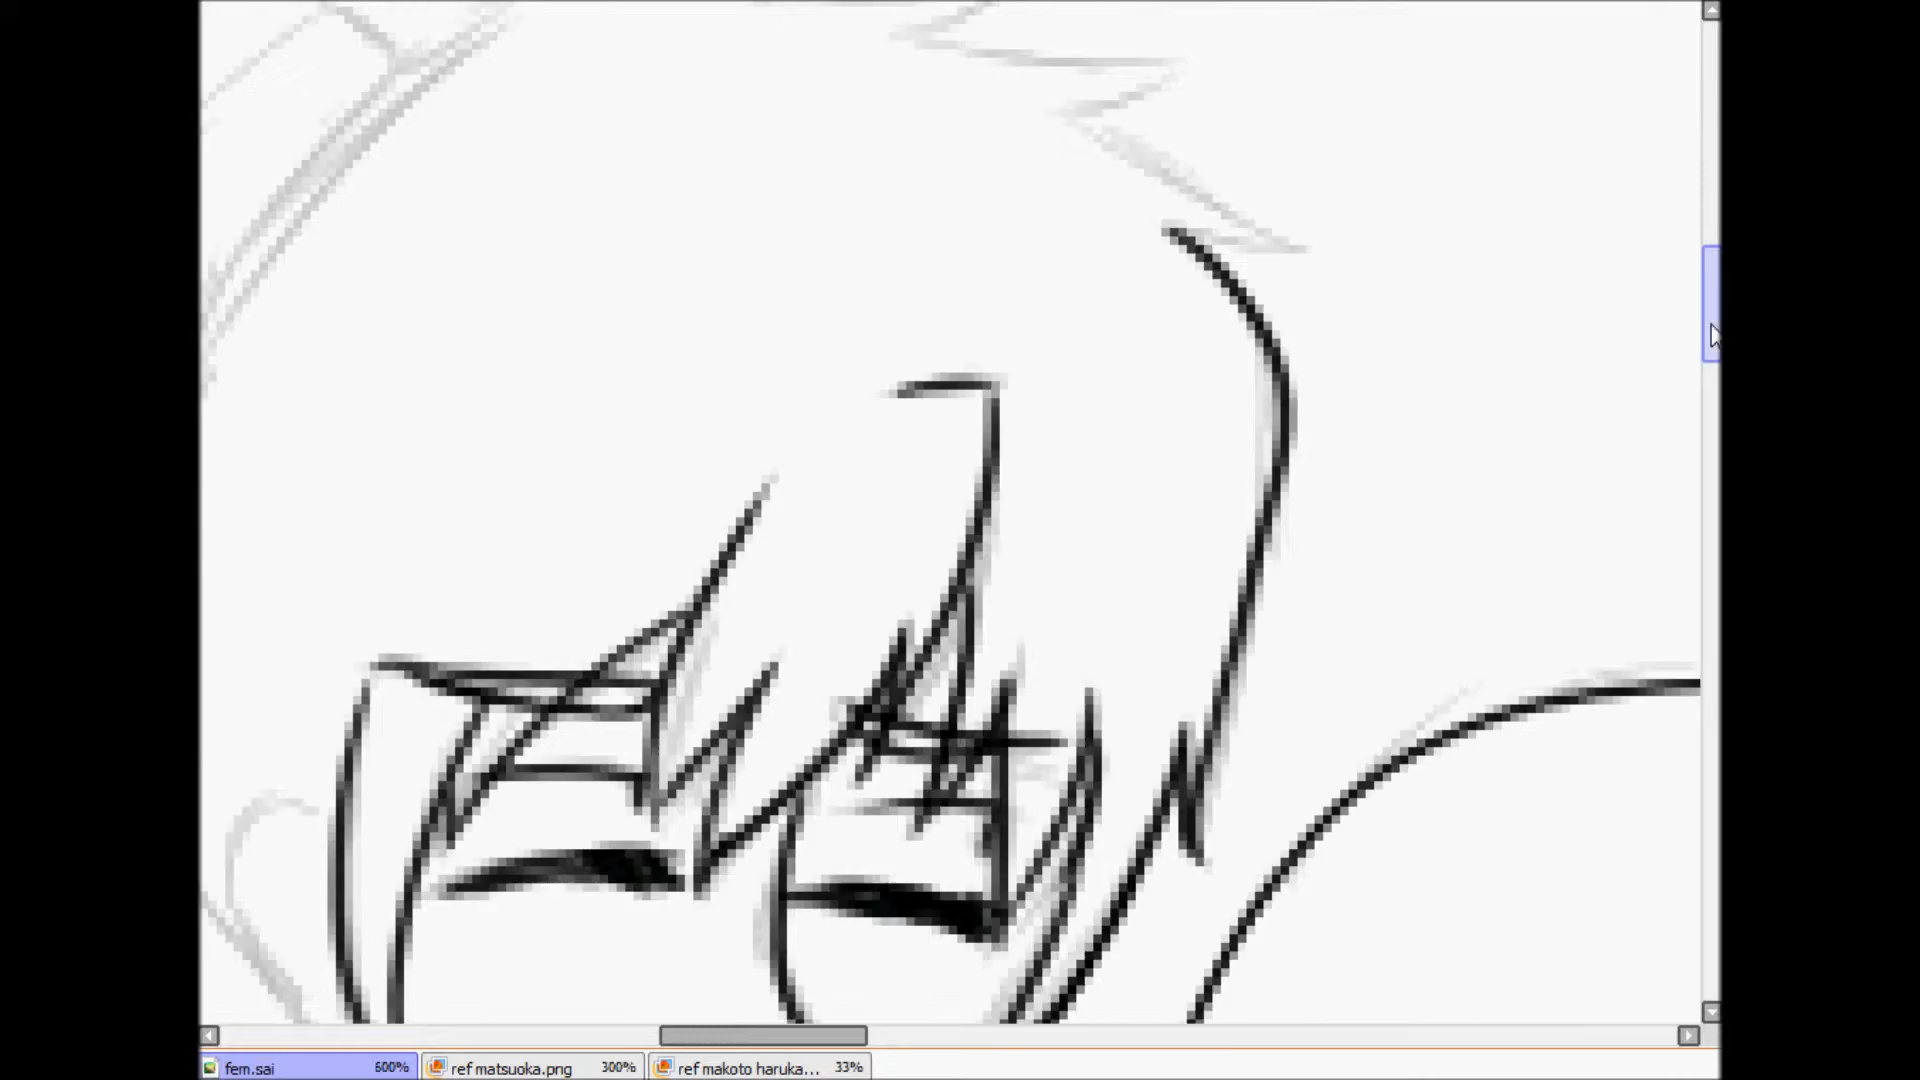 fem.sai 600% ref matsuoka.png 300% ref makoto haruka... 33%